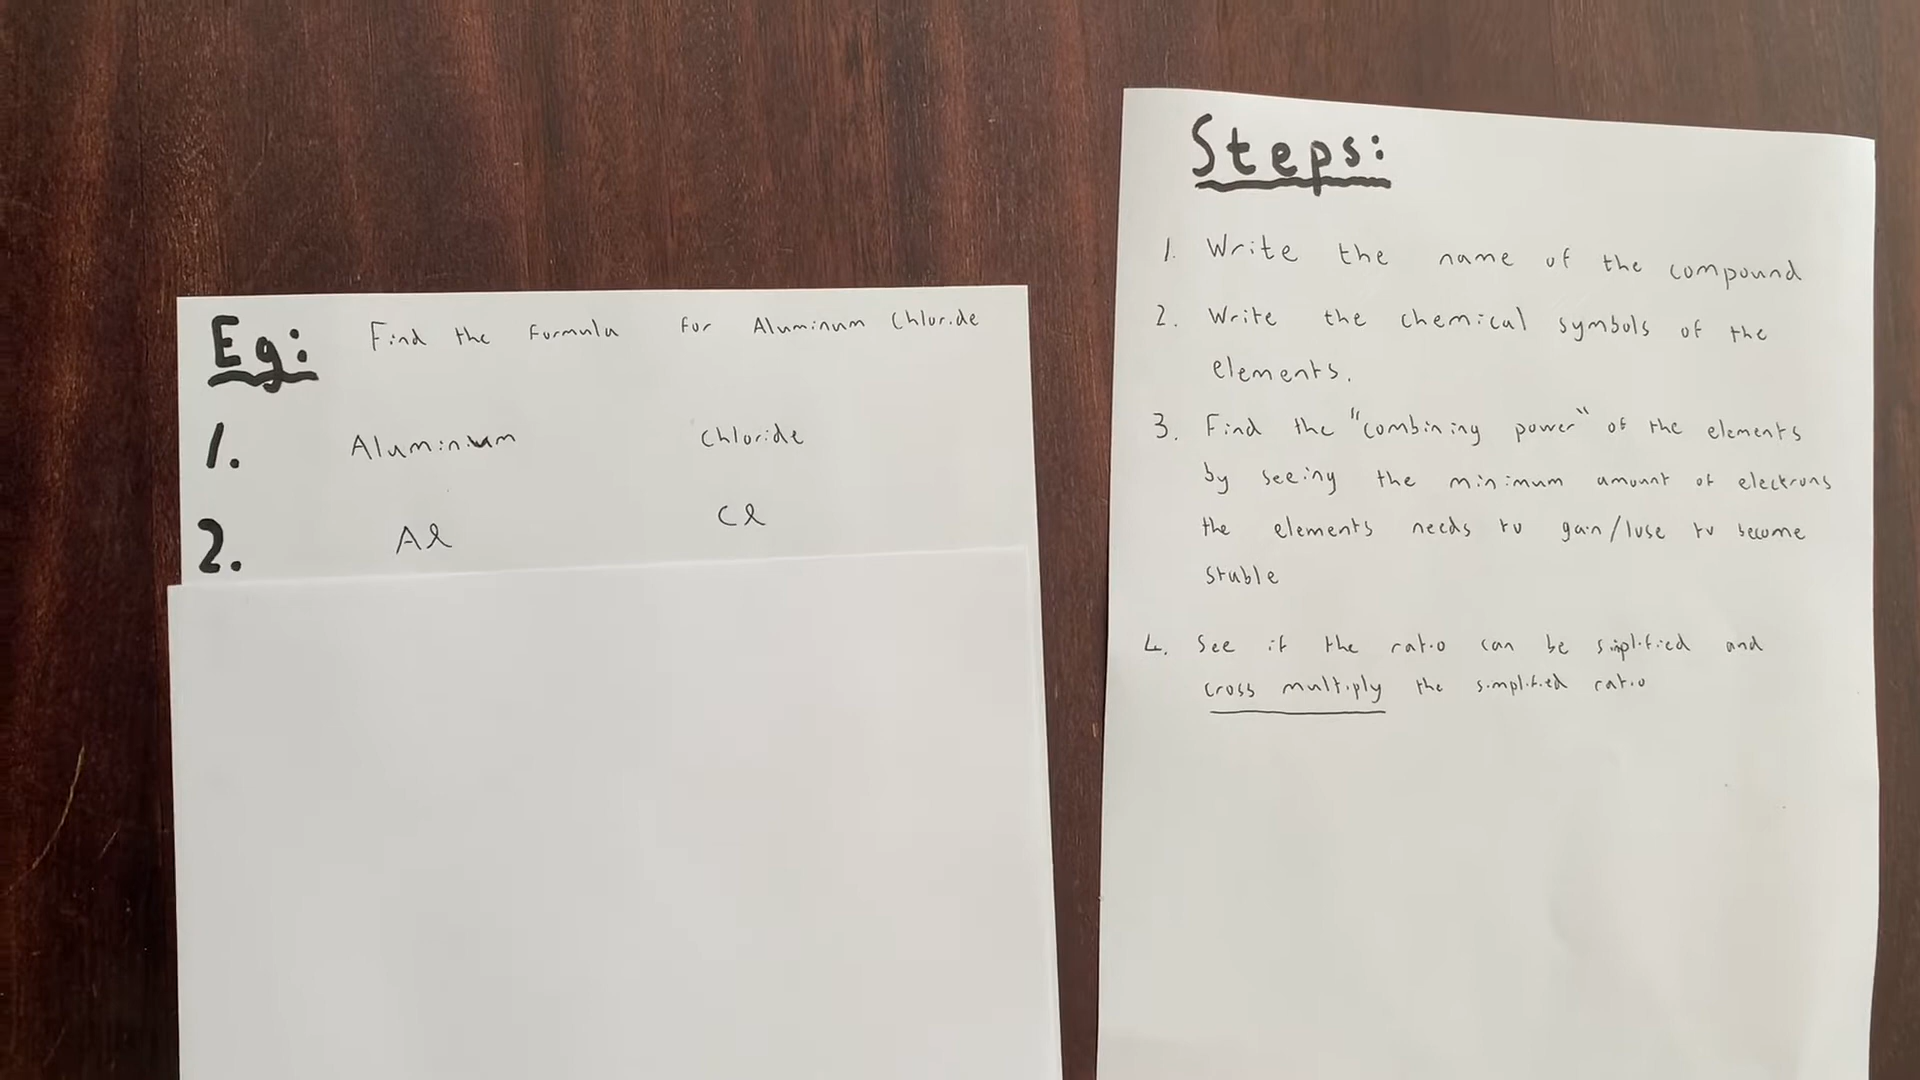 Eg: Find the formula for Aluminum Chloride
1. Aluminium Chloride
2. Al Cl
Steps:
1. Write the name of the compound
2. Write the chemical symbols of the
elements.
3. Find the "combining power" of the elements
by seeing the minimum amount of electrons
the elements needs to gain/lose to become
stable
4. See if the ratio can be simplified and
cross multiply the simplified ratio